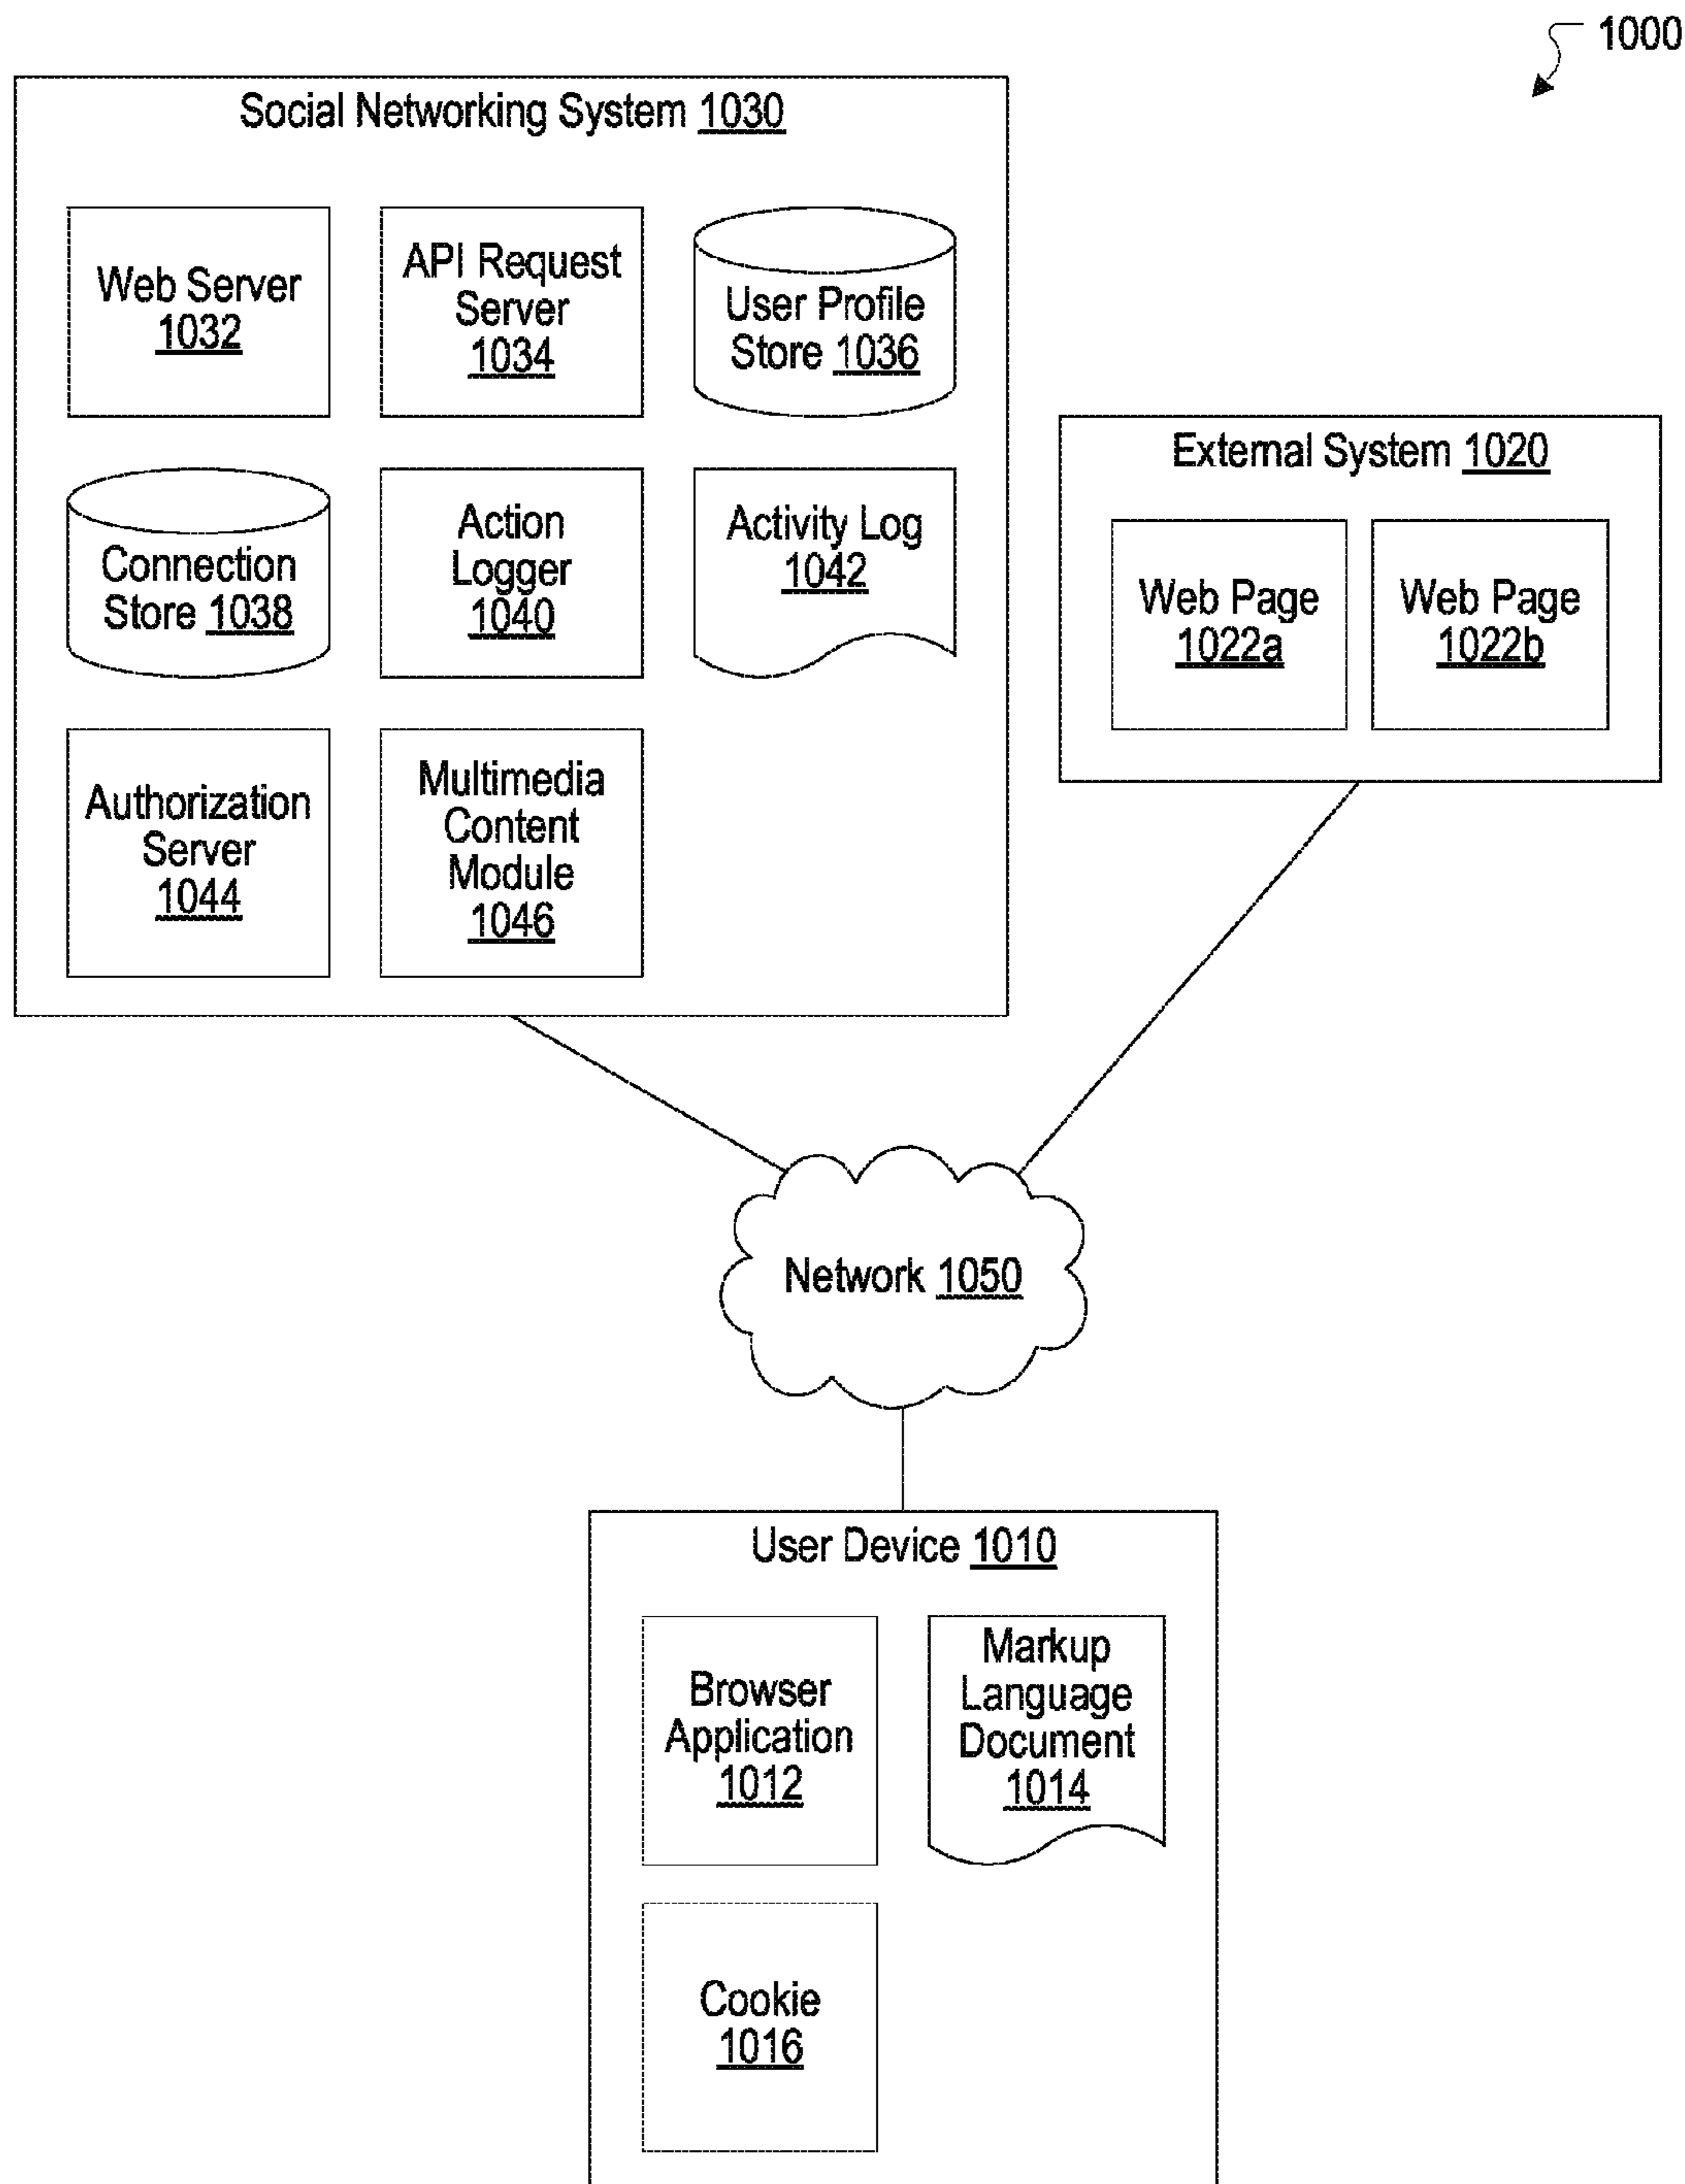 1000
Social Networking System 1030
Web Server
1032
API Request
Server
1034
User Profile
Store 1036
Connection
Store 1038
Action
Logger
1040
Activity Log
1042
Authorization
Server
1044
Multimedia
Content
Module
1046
External System 1020
Web Page
1022a
Web Page
1022b
Network 1050
User Device 1010
Browser
Application
1012
Markup
Language
Document
1014
Cookie
1016